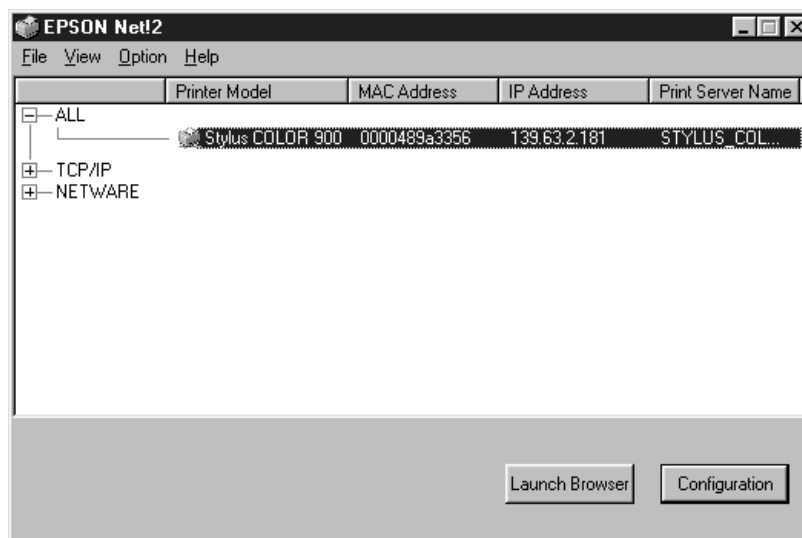 EPSON Net!2
File View Option Help
Printer Model MAC Address IP Address Print Server Name
ALL
Stylus COLOR 900 0000489a3356 139.63.2.181 STYLUS_COL...
TCP/IP
NETWARE
Launch Browser Configuration